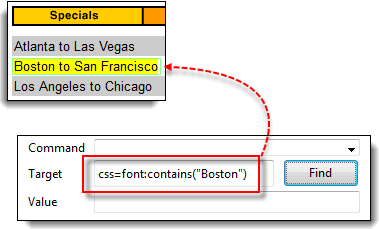 Specials
Atlanta to Las Vegas
Boston to San Francisco
Los Angeles to Chicago
Command
Target css=font:contains("Boston") Find
Value